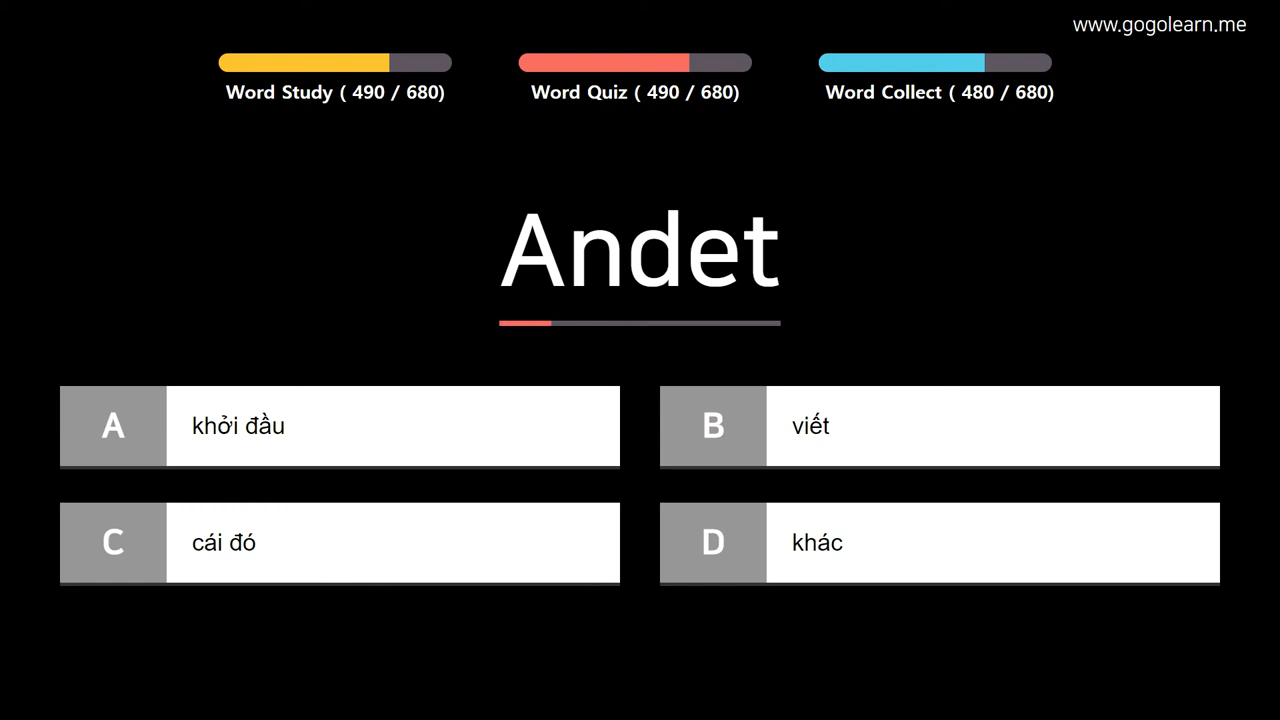 www.gogolearn.me
Word Study ( 490 / 680)
Word Quiz ( 490 / 680)
Word Collect ( 480 / 680)
Andet
A khởi đầu
B viết
C cái đó
D khác